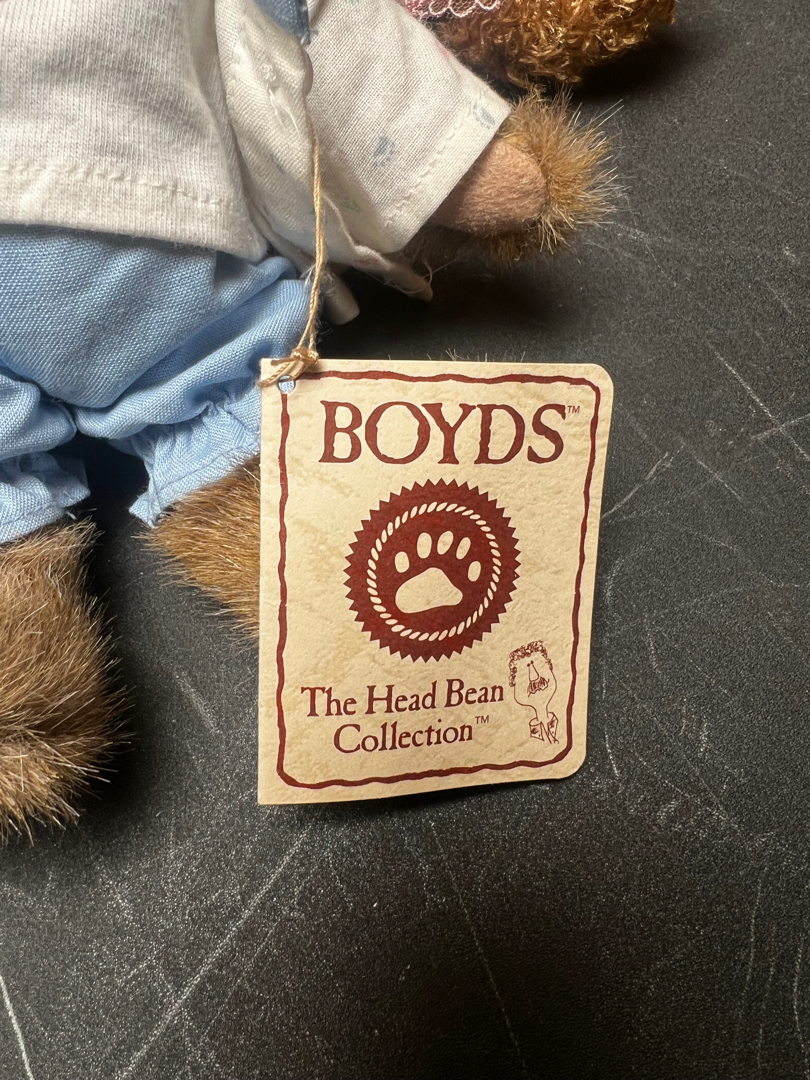 BOYDS™
The Head Bean
Collection™